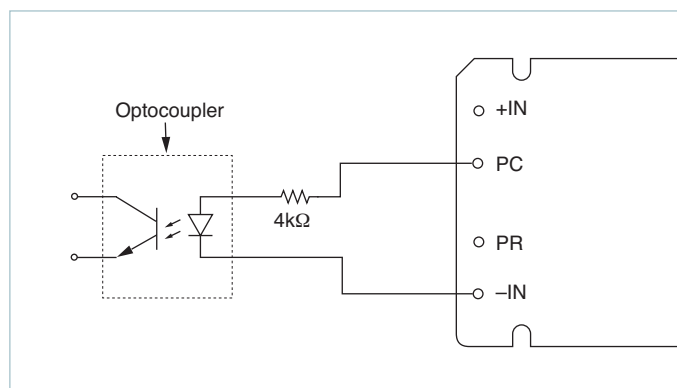 Optocoupler
4kΩ
+IN
PC
PR
–IN